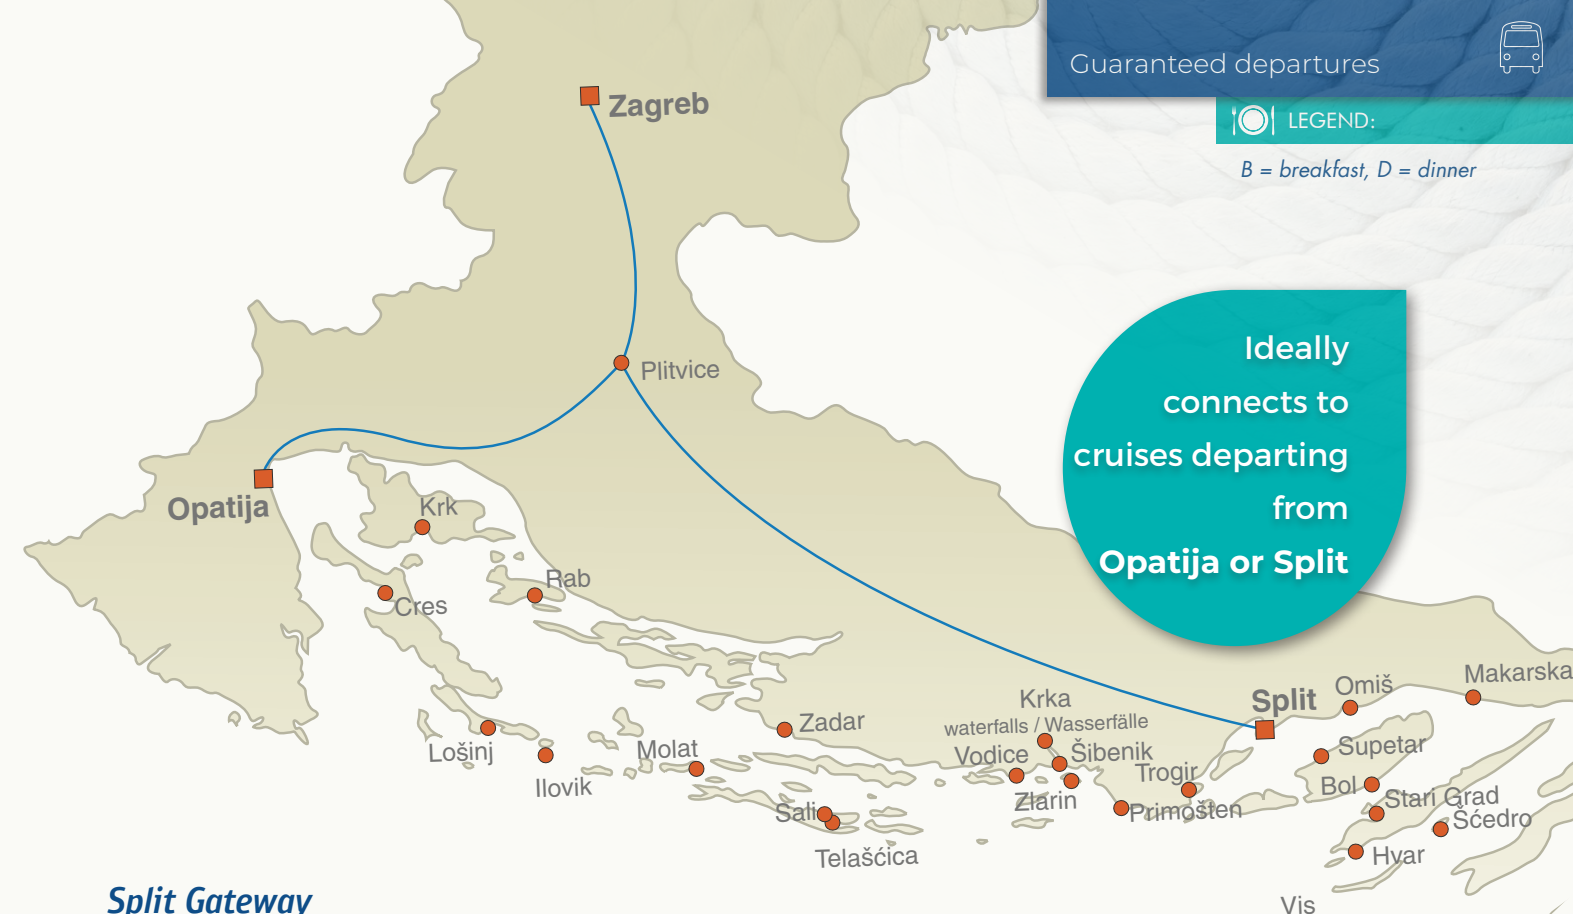 Guaranteed departures
LEGEND:
B = breakfast, D = dinner
Zagreb
Plitvice
Ideally
connects to
cruises departing
from
Opatija or Split
Opatija
Krk
Rab
Cres
Lošinj
Ilovik
Molat
Zadar
Sali
Telašćica
Krka
waterfalls / Wasserfälle
Vodice
Šibenik
Zlarin
Primošten
Trogir
Split
Omiš
Makarska
Supetar
Bol
Stari Grad
Šćedro
Hvar
Vis
Split Gateway